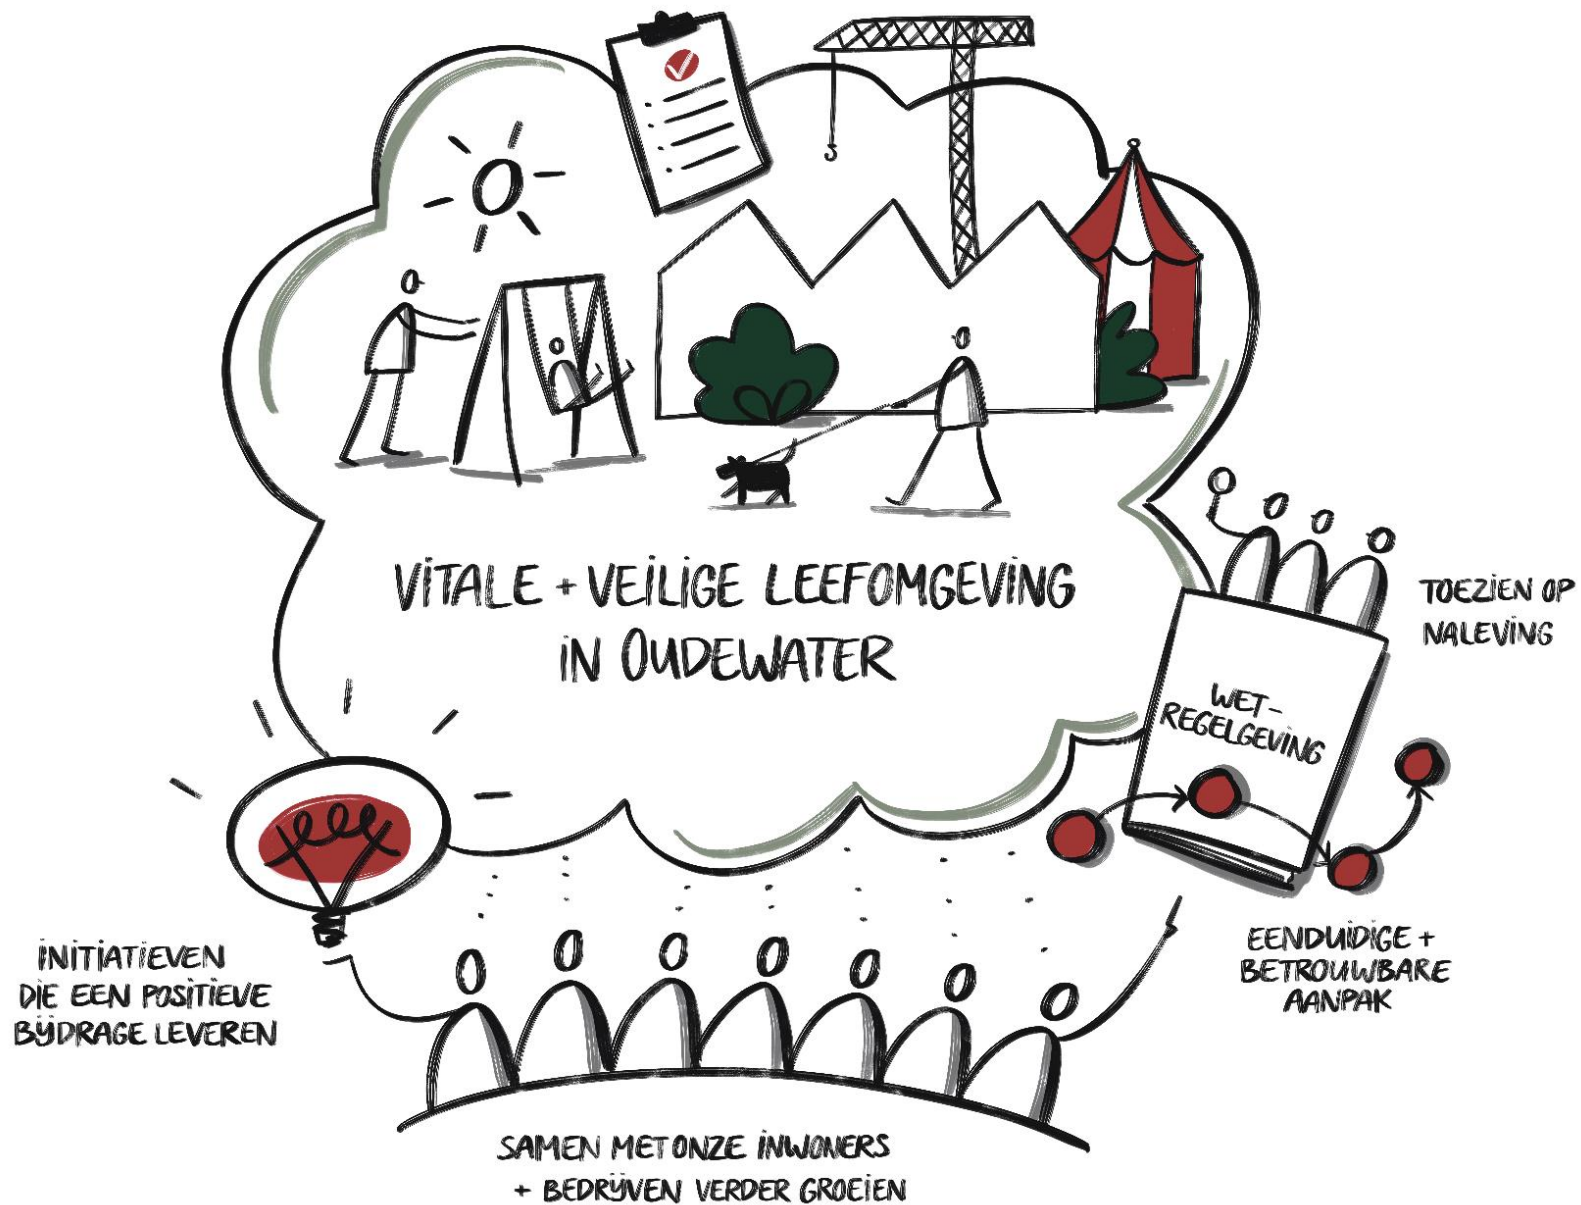 VITALE + VEILIGE LEEFOMGEVING
IN OUDEWATER
TOEZIEN OP
NALEVING
WET-
REGELGEVING
EENDUIDIGE +
BETROUWBARE
AANPAK
INITIATIEVEN
DIE EEN POSITIEVE
BIJDRAGE LEVEREN
SAMEN MET ONZE INWONERS
+ BEDRIJVEN VERDER GROEIEN